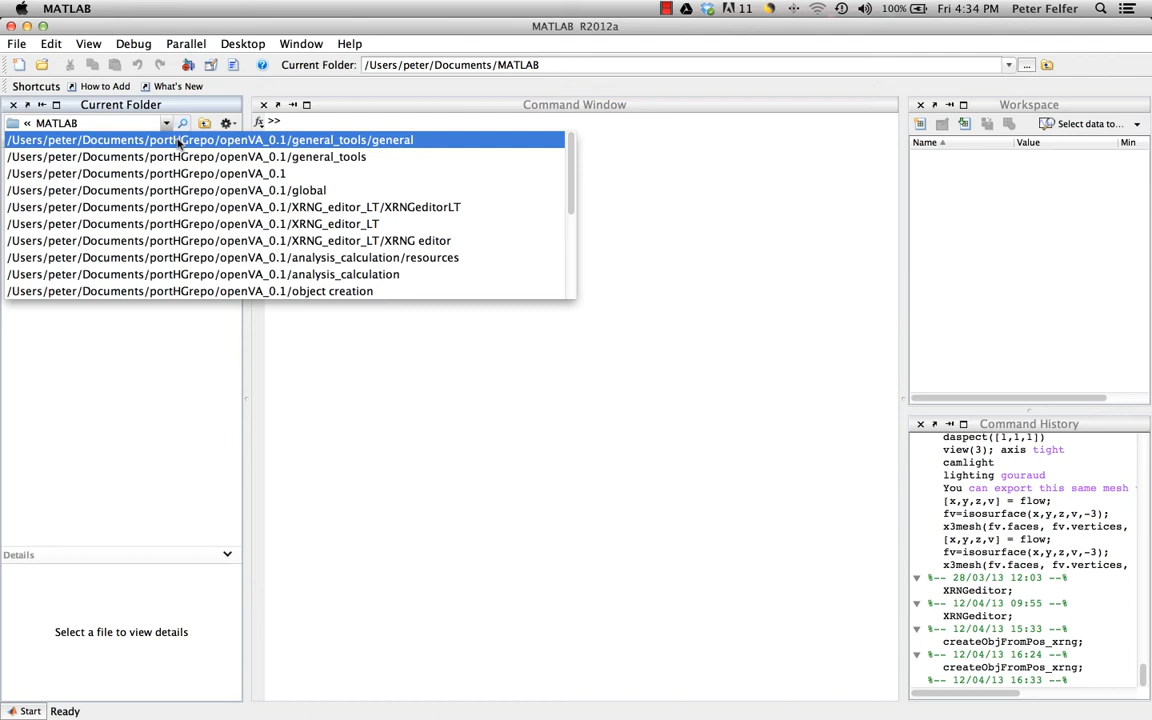 MATLAB
11
100%
Fri 4:34 PM
Peter Felfer
MATLAB R2012a
File Edit View Debug Parallel Desktop Window Help
Current Folder: /Users/peter/Documents/MATLAB
...
Shortcuts How to Add What's New
Current Folder
« MATLAB
/Users/peter/Documents/portHGrepo/openVA_0.1/general_tools/general
/Users/peter/Documents/portHGrepo/openVA_0.1/general_tools
/Users/peter/Documents/portHGrepo/openVA_0.1
/Users/peter/Documents/portHGrepo/openVA_0.1/global
/Users/peter/Documents/portHGrepo/openVA_0.1/XRNG_editor_LT/XRNGeditorLT
/Users/peter/Documents/portHGrepo/openVA_0.1/XRNG_editor_LT
/Users/peter/Documents/portHGrepo/openVA_0.1/XRNG_editor_LT/XRNG editor
/Users/peter/Documents/portHGrepo/openVA_0.1/analysis_calculation/resources
/Users/peter/Documents/portHGrepo/openVA_0.1/analysis_calculation
/Users/peter/Documents/portHGrepo/openVA_0.1/object creation
Details
Select a file to view details
Start Ready
Command Window
fx >>
Workspace
Select data to...
Name Value Min
Command History
daspect([1,1,1])
view(3); axis tight
camlight
lighting gouraud
You can export this same mesh
[x,y,z,v] = flow;
fv=isosurface(x,y,z,v,-3);
x3mesh(fv.faces, fv.vertices,
[x,y,z,v] = flow;
fv=isosurface(x,y,z,v,-3);
x3mesh(fv.faces, fv.vertices,
%-- 28/03/13 12:03 --%
XRNGeditor;
%-- 12/04/13 09:55 --%
XRNGeditor;
%-- 12/04/13 15:33 --%
createObjFromPos_xrng;
%-- 12/04/13 16:24 --%
createObjFromPos_xrng;
%-- 12/04/13 16:33 --%